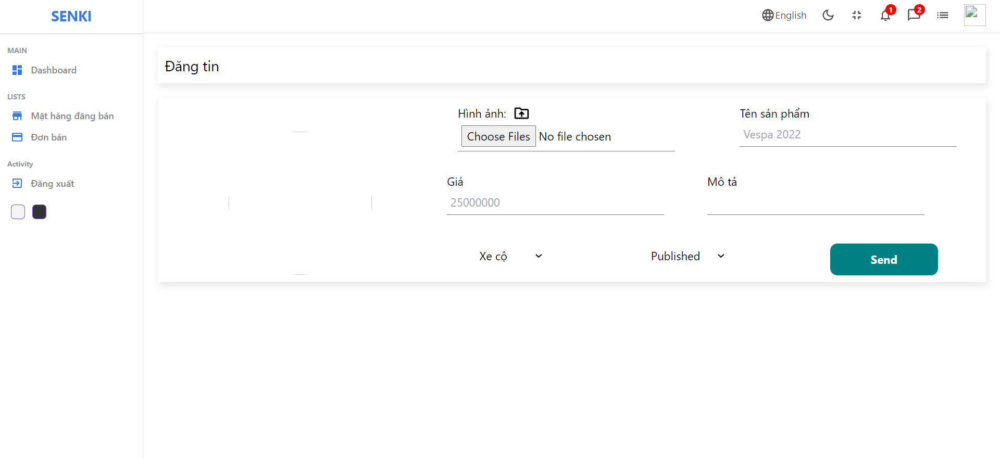 SENKI
English
1
2
MAIN
Dashboard
LISTS
Mặt hàng đăng bán
Đơn bán
Activity
Đăng xuất
Đăng tin
Hình ảnh:
Choose Files No file chosen
Tên sản phẩm
Vespa 2022
Giá
25000000
Mô tả
Xe cộ
Published
Send